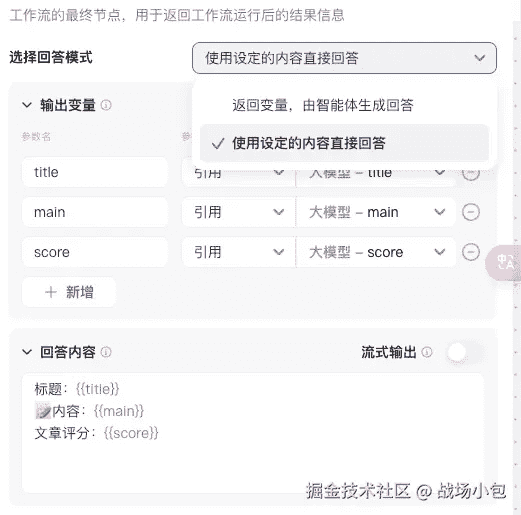 工作流的最终节点，用于返回工作流运行后的结果信息
选择回答模式
使用设定的内容直接回答
返回变量，由智能体生成回答
使用设定的内容直接回答
输出变量
参数名
title 引用 大模型 – title
main 引用 大模型 – main
score 引用 大模型 – score
+ 新增
回答内容 流式输出
标题：{{title}}
内容：{{main}}
文章评分：{{score}}
掘金技术社区 @ 战场小包